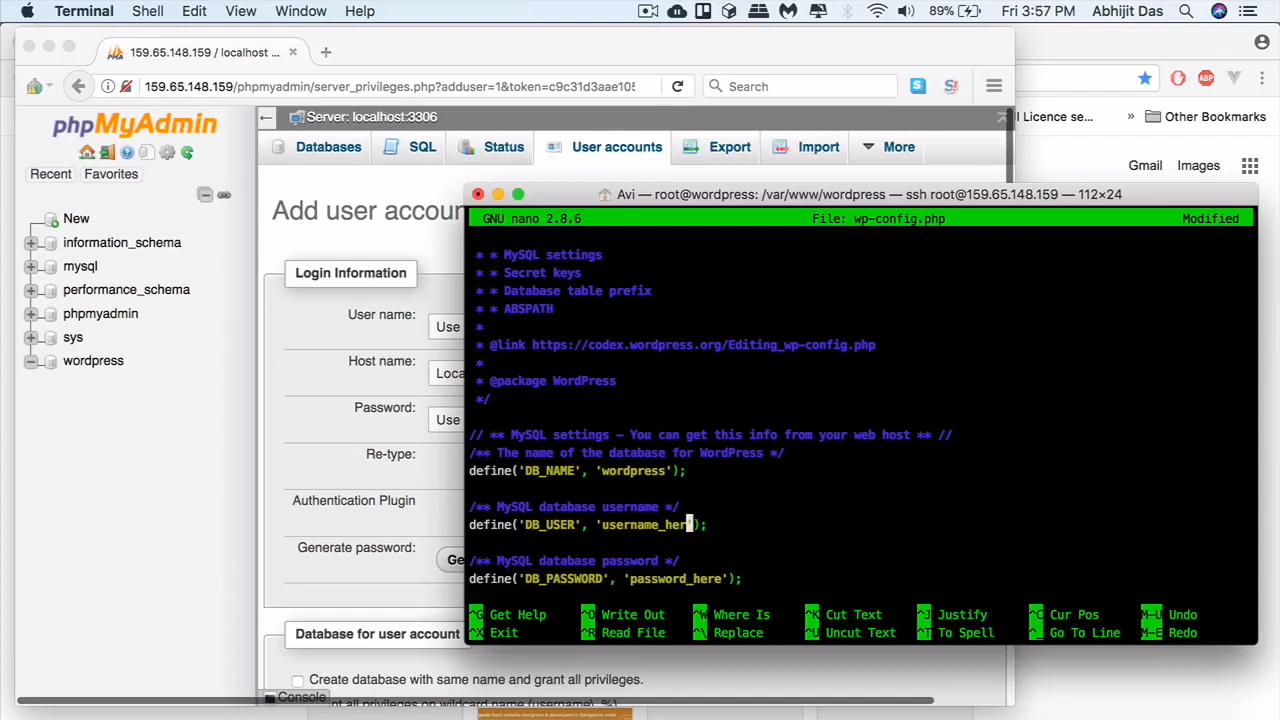 Terminal Shell Edit View Window Help 89% Fri 3:57 PM Abhijit Das
159.65.148.159 / localhost ...
159.65.148.159/phpmyadmin/server_privileges.php?adduser=1&token=c9c31d3aae105 Search
ABP
l Licence se... » Other Bookmarks
Gmail Images
phpMyAdmin
Recent Favorites
New
information_schema
mysql
performance_schema
phpmyadmin
sys
wordpress
Server: localhost:3306
Databases SQL Status User accounts Export Import More
Add user accou
Login Information
User name: Use
Host name: Loca
Password: Use
Re-type:
Authentication Plugin
Generate password: Ge
Database for user account
Create database with same name and grant all privileges.
Console
Avi — root@wordpress: /var/www/wordpress — ssh root@159.65.148.159 — 112×24
GNU nano 2.8.6 File: wp-config.php Modified
* * MySQL settings
* * Secret keys
* * Database table prefix
* * ABSPATH
*
* @link https://codex.wordpress.org/Editing_wp-config.php
*
* @package WordPress
*/
// ** MySQL settings - You can get this info from your web host ** //
/** The name of the database for WordPress */
define('DB_NAME', 'wordpress');
/** MySQL database username */
define('DB_USER', 'username_her');
/** MySQL database password */
define('DB_PASSWORD', 'password_here');
^G Get Help ^O Write Out ^W Where Is ^K Cut Text ^J Justify ^C Cur Pos M-U Undo
^X Exit ^R Read File ^\ Replace ^U Uncut Text ^T To Spell ^_ Go To Line M-E Redo